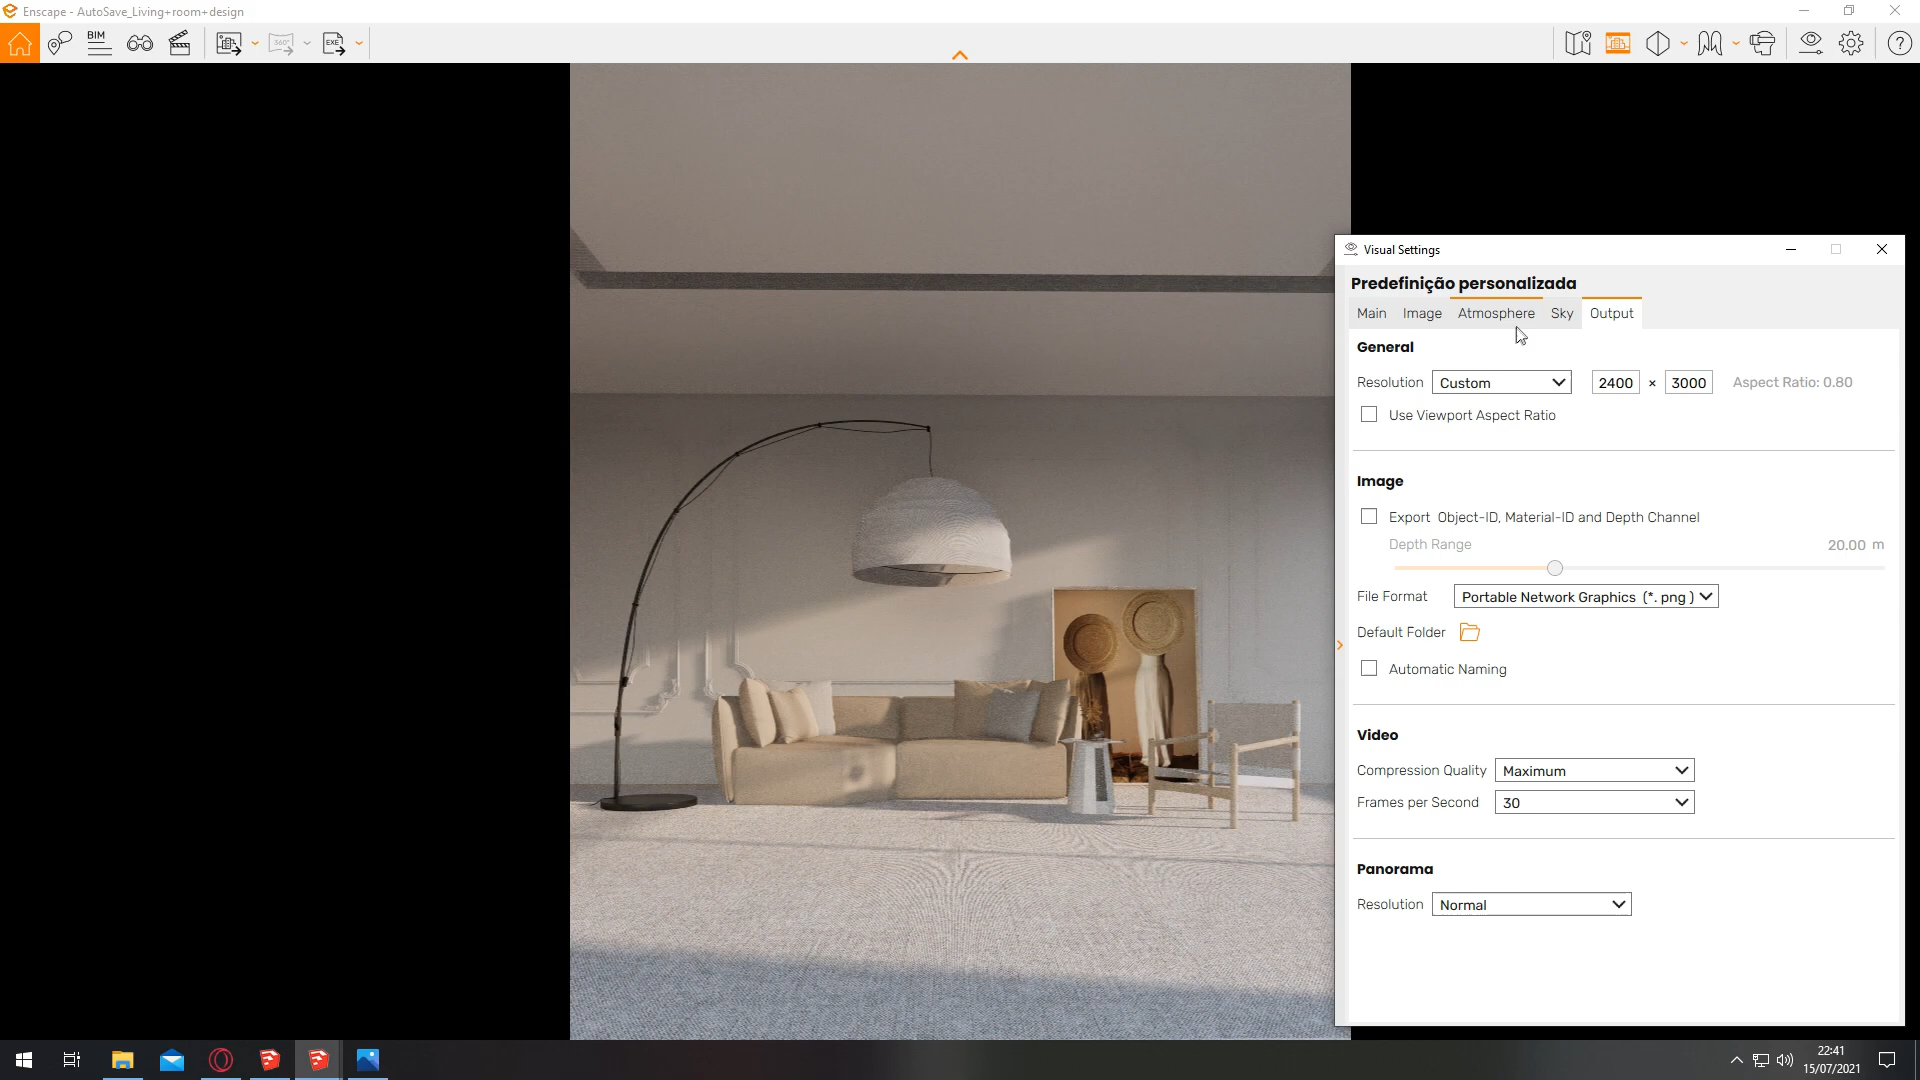 Enscape - AutoSave_Living+room+design
BIM
360°
EXE
?
Visual Settings
Predefinição personalizada
Main Image Atmosphere Sky Output
General
Resolution Custom 2400 × 3000 Aspect Ratio: 0.80
Use Viewport Aspect Ratio
Image
Export Object-ID, Material-ID and Depth Channel
Depth Range 20.00 m
File Format Portable Network Graphics (*. png )
Default Folder
Automatic Naming
Video
Compression Quality Maximum
Frames per Second 30
Panorama
Resolution Normal
22:41
15/07/2021